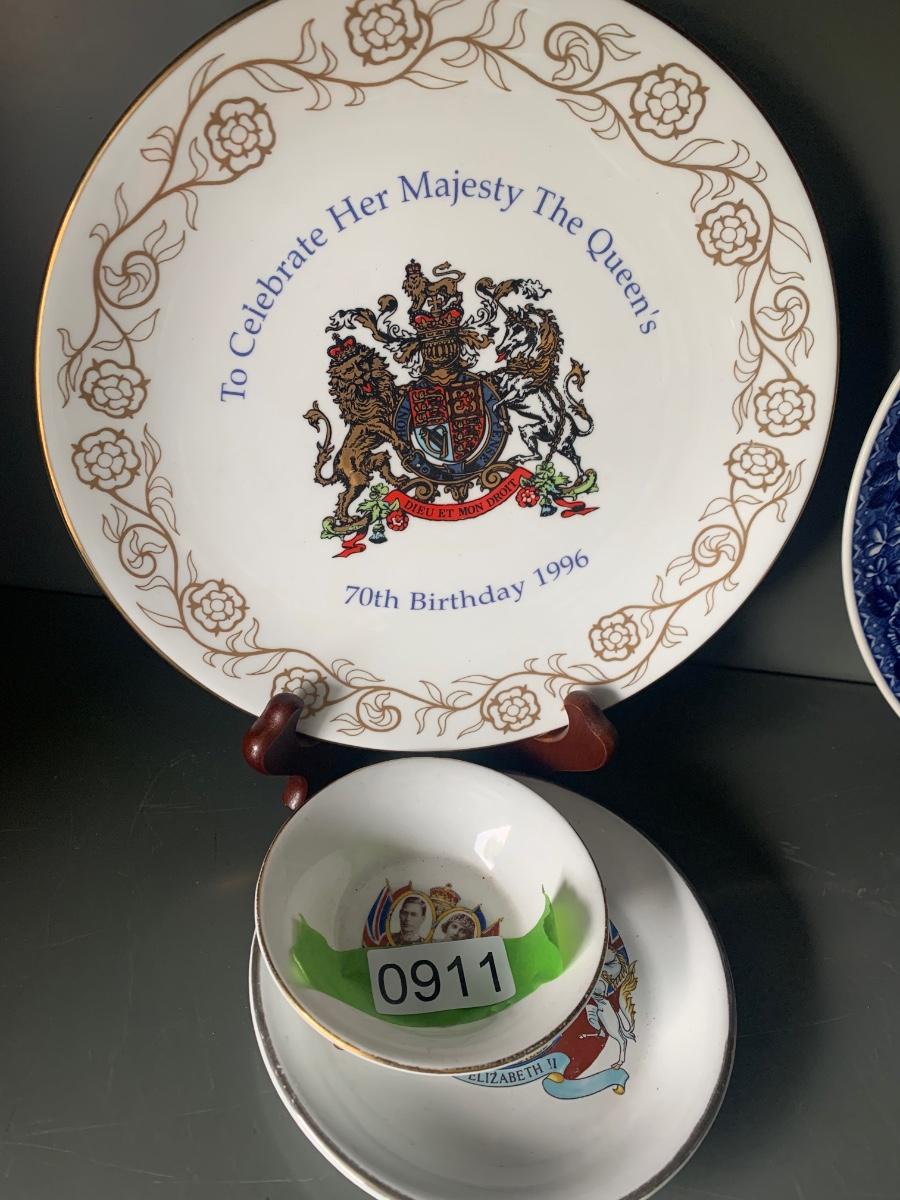 To Celebrate Her Majesty The Queen's
DIEU ET MON DROIT
70th Birthday 1996
0911
ELIZABETH II